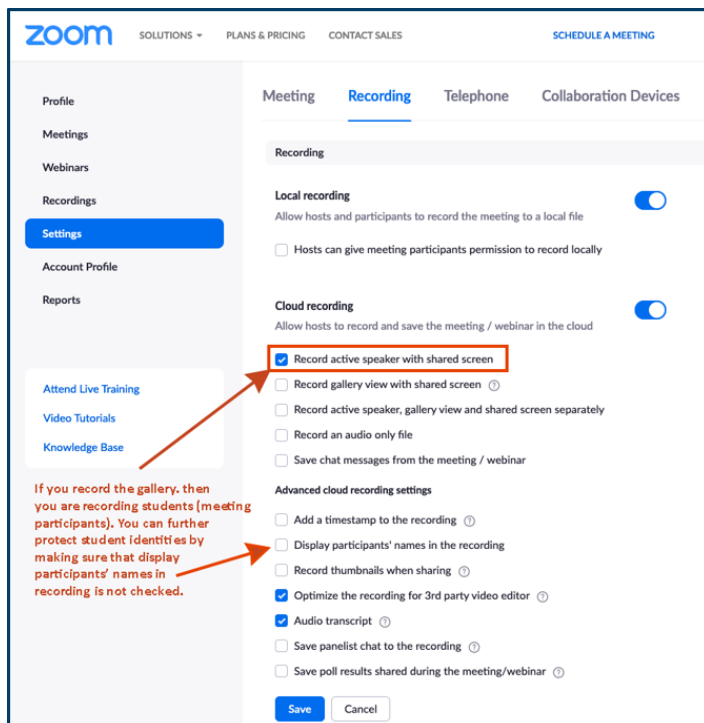 zoom SOLUTIONS PLANS & PRICING CONTACT SALES SCHEDULE A MEETING
Profile
Meetings
Webinars
Recordings
Settings
Account Profile
Reports
Attend Live Training
Video Tutorials
Knowledge Base
If you record the gallery. then
you are recording students (meeting
participants). You can further
protect student identities by
making sure that display
participants' names in
recording is not checked.
Meeting Recording Telephone Collaboration Devices
Recording
Local recording
Allow hosts and participants to record the meeting to a local file
Hosts can give meeting participants permission to record locally
Cloud recording
Allow hosts to record and save the meeting / webinar in the cloud
Record active speaker with shared screen
Record gallery view with shared screen ?
Record active speaker, gallery view and shared screen separately
Record an audio only file
Save chat messages from the meeting / webinar
Advanced cloud recording settings
Add a timestamp to the recording ?
Display participants' names in the recording
Record thumbnails when sharing ?
Optimize the recording for 3rd party video editor ?
Audio transcript ?
Save panelist chat to the recording ?
Save poll results shared during the meeting/webinar ?
Save Cancel